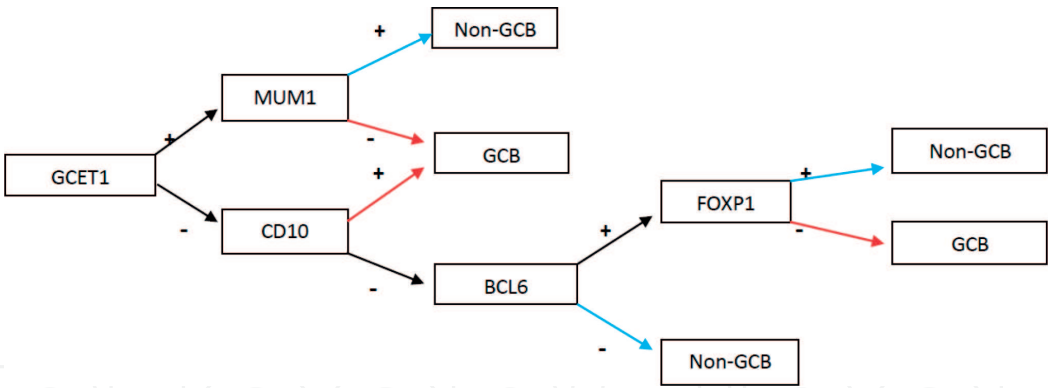 +
Non-GCB
MUM1
+
-
GCB
GCET1
+
-
CD10
-
BCL6
+
FOXP1
+
Non-GCB
-
GCB
-
Non-GCB